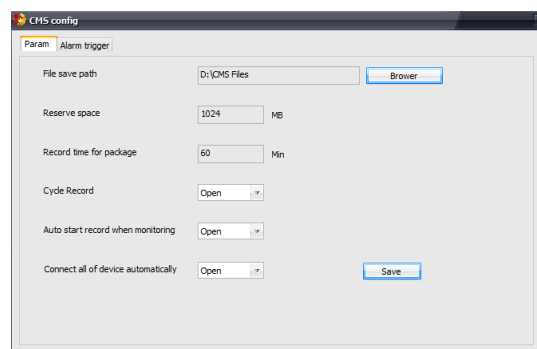 CMS config
Param Alarm trigger
File save path D:\CMS Files Brower
Reserve space 1024 MB
Record time for package 60 Min
Cycle Record Open
Auto start record when monitoring Open
Connect all of device automatically Open Save